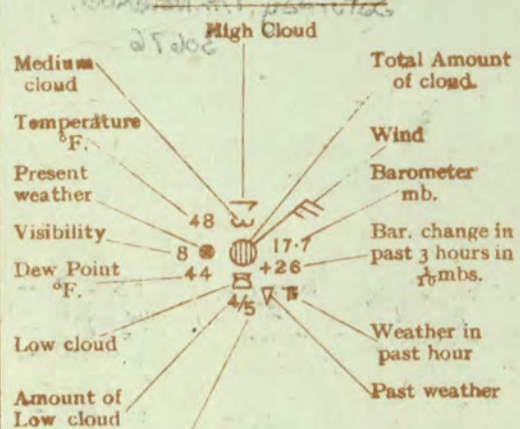 High Cloud
Medium
cloud
Total Amount
of cloud.
Temperature
°F.
Wind
Present
weather
Barometer
mb.
Visibility
Bar. change in
past 3 hours in
1/10 mbs.
Dew Point
°F.
48
8
17·7
44
+26
4/5
Low cloud
Weather in
past hour
Amount of
Low cloud
Past weather